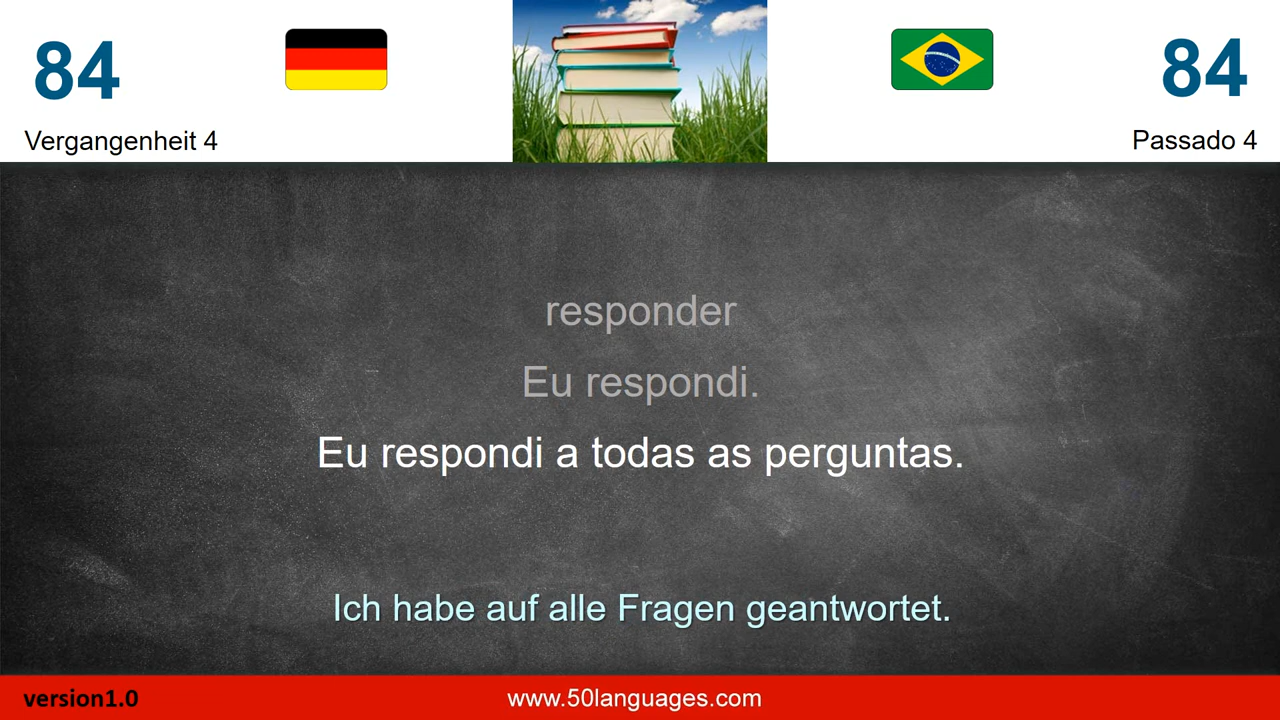 84
84
Vergangenheit 4
Passado 4
responder
Eu respondi.
Eu respondi a todas as perguntas.
Ich habe auf alle Fragen geantwortet.
version1.0
www.50languages.com